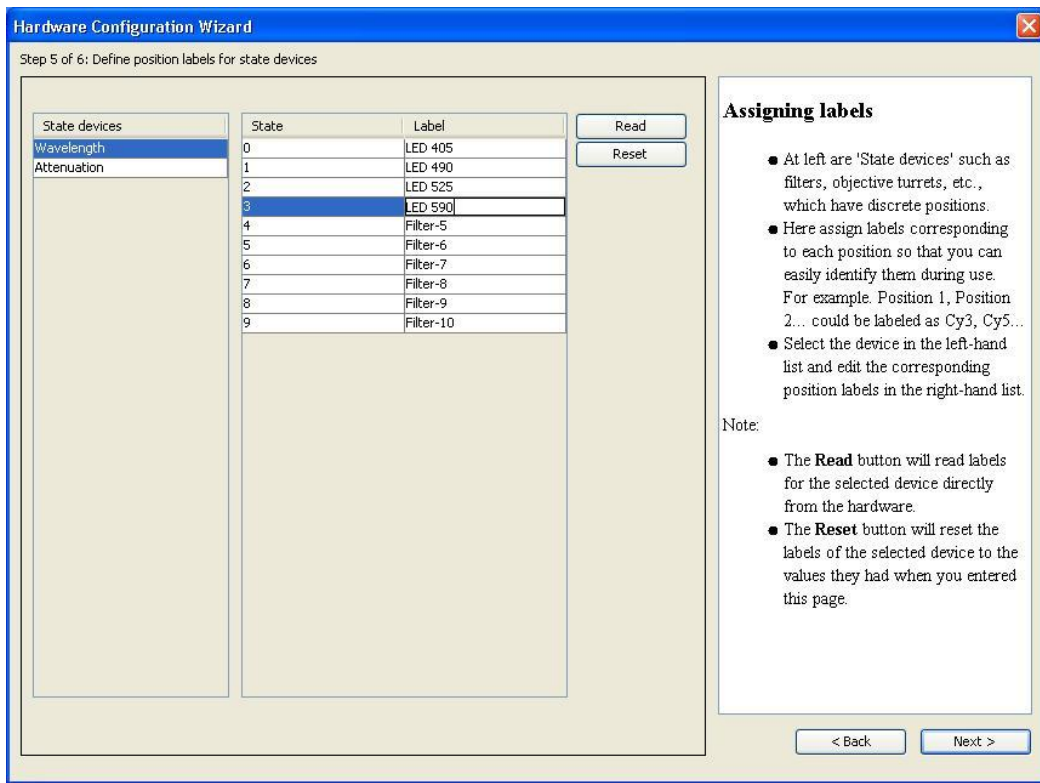 Hardware Configuration Wizard
Step 5 of 6: Define position labels for state devices
State devices
Wavelength
Attenuation
State Label
0 LED 405
1 LED 490
2 LED 525
3 LED 590
4 Filter-5
5 Filter-6
6 Filter-7
7 Filter-8
8 Filter-9
9 Filter-10
Read
Reset
Assigning labels
At left are 'State devices' such as
filters, objective turrets, etc.,
which have discrete positions.
Here assign labels corresponding
to each position so that you can
easily identify them during use.
For example. Position 1, Position
2... could be labeled as Cy3, Cy5...
Select the device in the left-hand
list and edit the corresponding
position labels in the right-hand list.
Note:
The Read button will read labels
for the selected device directly
from the hardware.
The Reset button will reset the
labels of the selected device to the
values they had when you entered
this page.
< Back
Next >